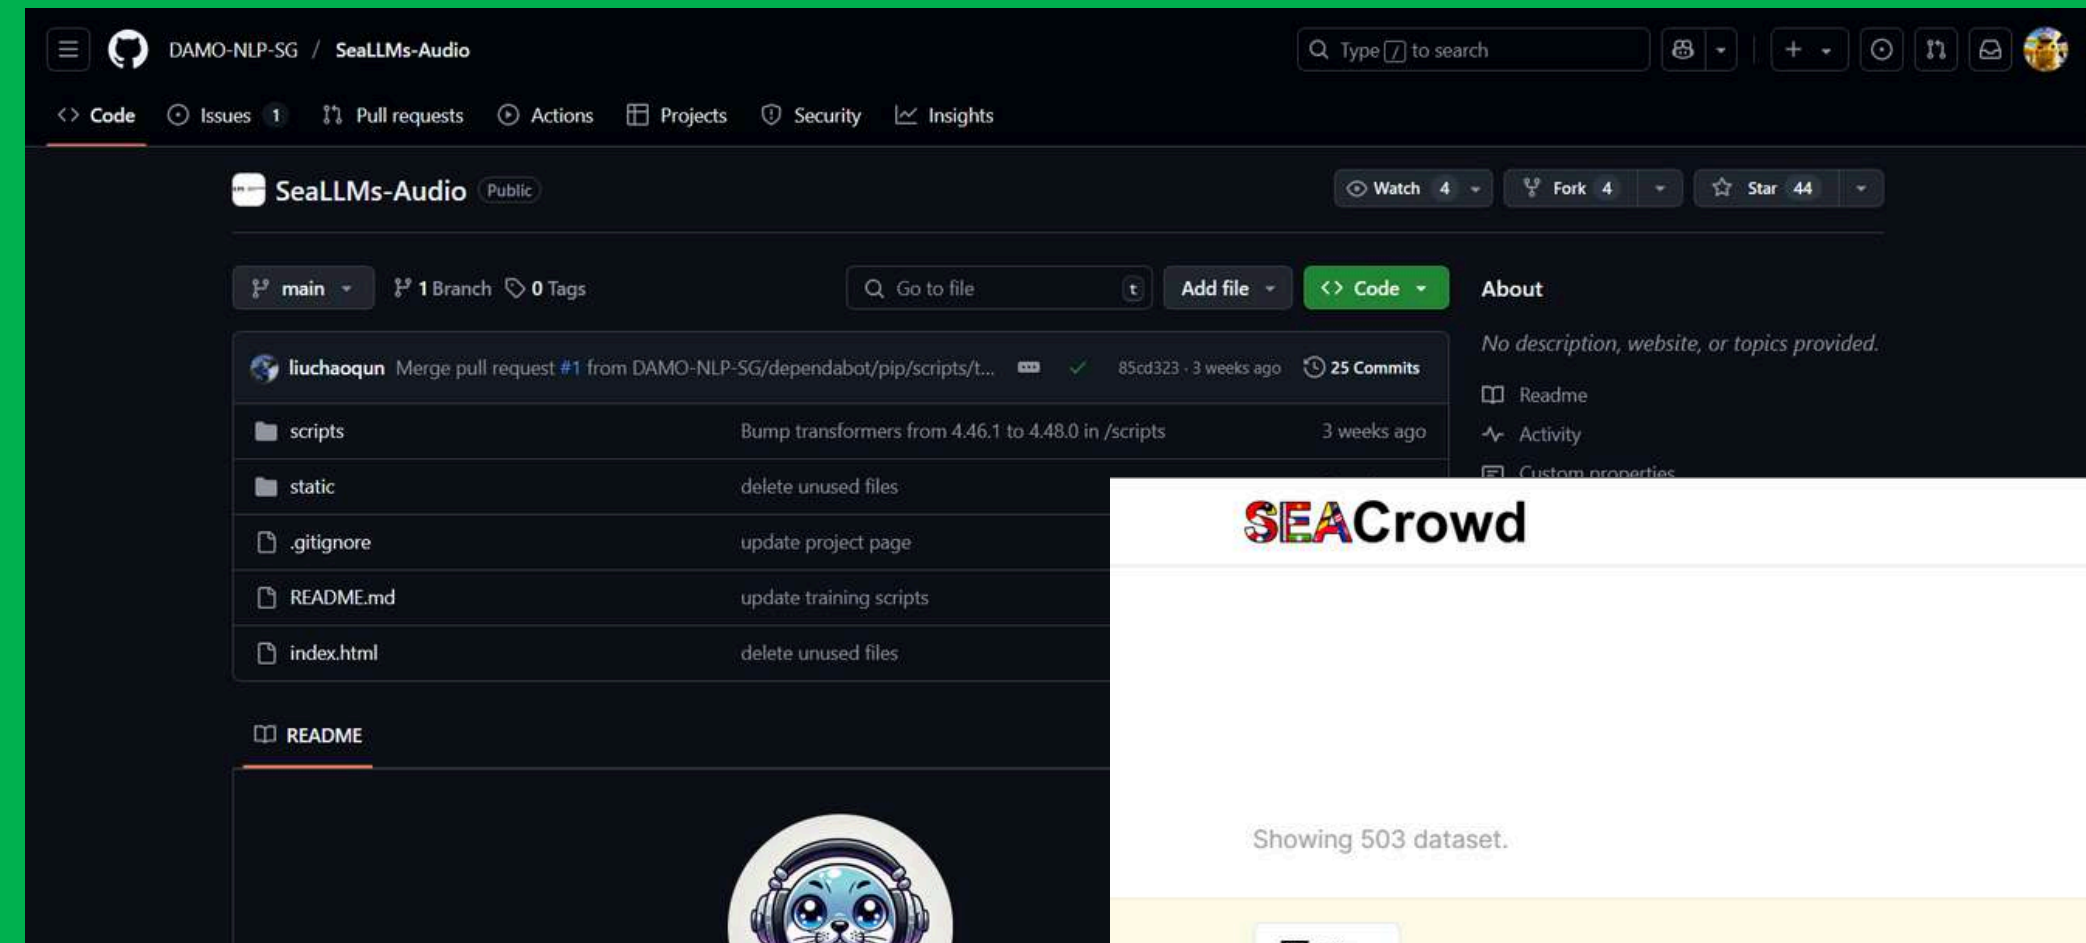 DAMO-NLP-SG / SeaLLMs-Audio
Type / to search
Code Issues 1 Pull requests Actions Projects Security Insights
SeaLLMs-Audio Public
Watch 4 Fork 4 Star 44
main 1 Branch 0 Tags Go to file t Add file Code
About
No description, website, or topics provided.
liuchaoqun Merge pull request #1 from DAMO-NLP-SG/dependabot/pip/scripts/t... 85cd323 · 3 weeks ago 25 Commits
scripts Bump transformers from 4.46.1 to 4.48.0 in /scripts 3 weeks ago
static delete unused files
.gitignore update project page
README.md update training scripts
index.html delete unused files
Readme
Activity
Custom properties
README
SEACrowd
Showing 503 dataset.